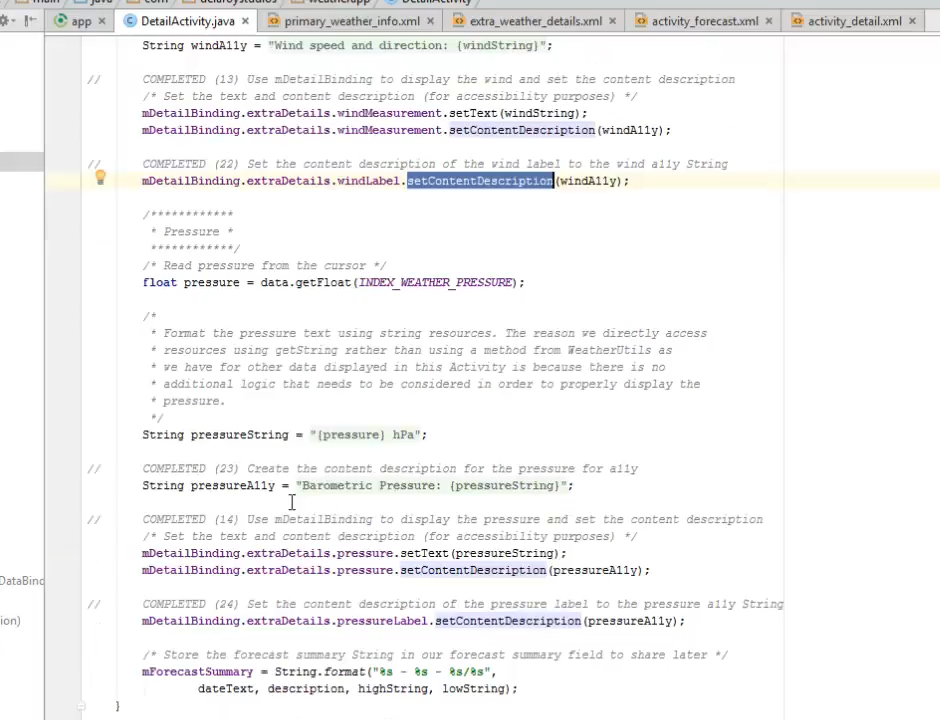 main java com delaroystudios weatherapp DetailActivity
app DetailActivity.java primary_weather_info.xml extra_weather_details.xml activity_forecast.xml activity_detail.xml
String windA11y = "Wind speed and direction: {windString}";
// COMPLETED (13) Use mDetailBinding to display the wind and set the content description
/* Set the text and content description (for accessibility purposes) */
mDetailBinding.extraDetails.windMeasurement.setText(windString);
mDetailBinding.extraDetails.windMeasurement.setContentDescription(windA11y);
// COMPLETED (22) Set the content description of the wind label to the wind a11y String
mDetailBinding.extraDetails.windLabel.setContentDescription(windA11y);
/************
* Pressure *
************/
/* Read pressure from the cursor */
float pressure = data.getFloat(INDEX_WEATHER_PRESSURE);
/*
* Format the pressure text using string resources. The reason we directly access
* resources using getString rather than using a method from WeatherUtils as
* we have for other data displayed in this Activity is because there is no
* additional logic that needs to be considered in order to properly display the
* pressure.
*/
String pressureString = "{pressure} hPa";
// COMPLETED (23) Create the content description for the pressure for a11y
String pressureA11y = "Barometric Pressure: {pressureString}";
// COMPLETED (14) Use mDetailBinding to display the pressure and set the content description
/* Set the text and content description (for accessibility purposes) */
mDetailBinding.extraDetails.pressure.setText(pressureString);
mDetailBinding.extraDetails.pressure.setContentDescription(pressureA11y);
DataBind
// COMPLETED (24) Set the content description of the pressure label to the pressure a11y String
ion) mDetailBinding.extraDetails.pressureLabel.setContentDescription(pressureA11y);
/* Store the forecast summary String in our forecast summary field to share later */
mForecastSummary = String.format("%s - %s - %s/%s",
dateText, description, highString, lowString);
}